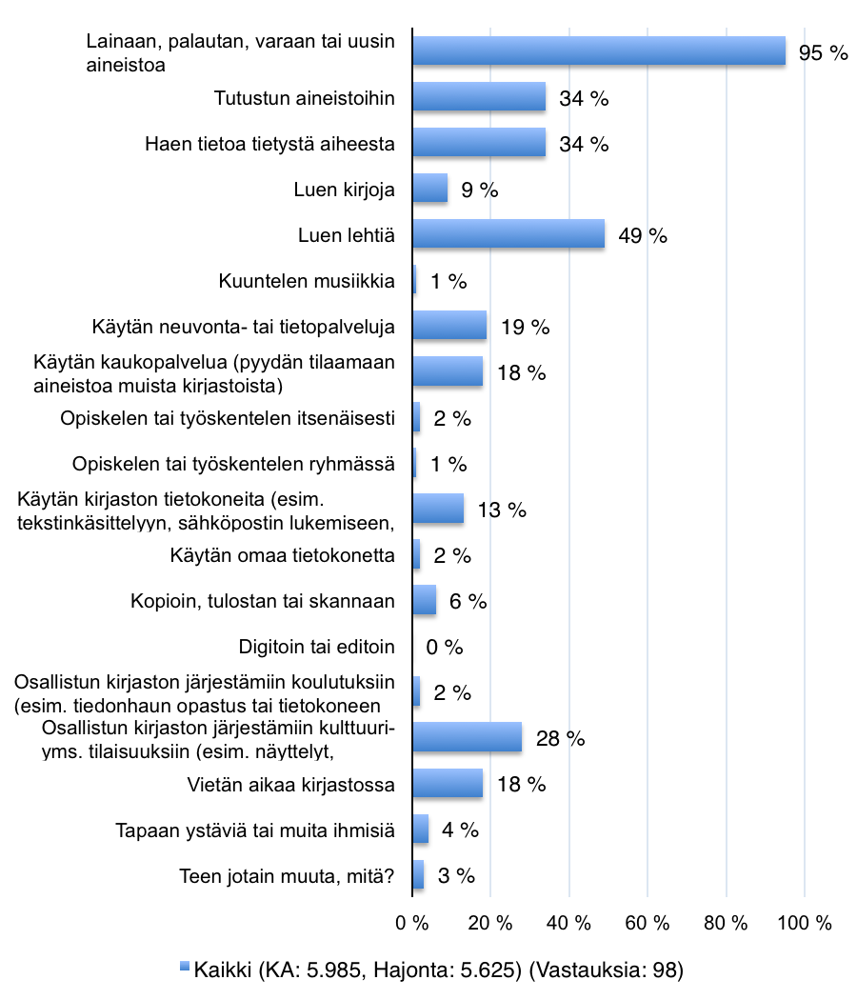 Lainaan, palautan, varaan tai uusin
aineistoa
95 %
Tutustun aineistoihin
34 %
Haen tietoa tietystä aiheesta
34 %
Luen kirjoja
9 %
Luen lehtiä
49 %
Kuuntelen musiikkia
1 %
Käytän neuvonta- tai tietopalveluja
19 %
Käytän kaukopalvelua (pyydän tilaamaan
aineistoa muista kirjastoista)
18 %
Opiskelen tai työskentelen itsenäisesti
2 %
Opiskelen tai työskentelen ryhmässä
1 %
Käytän kirjaston tietokoneita (esim.
tekstinkäsittelyyn, sähköpostin lukemiseen,
13 %
Käytän omaa tietokonetta
2 %
Kopioin, tulostan tai skannaan
6 %
Digitoin tai editoin
0 %
Osallistun kirjaston järjestämiin koulutuksiin
(esim. tiedonhaun opastus tai tietokoneen
2 %
Osallistun kirjaston järjestämiin kulttuuri-
yms. tilaisuuksiin (esim. näyttelyt,
28 %
Vietän aikaa kirjastossa
18 %
Tapaan ystäviä tai muita ihmisiä
4 %
Teen jotain muuta, mitä?
3 %
0 % 20 % 40 % 60 % 80 % 100 %
Kaikki (KA: 5.985, Hajonta: 5.625) (Vastauksia: 98)